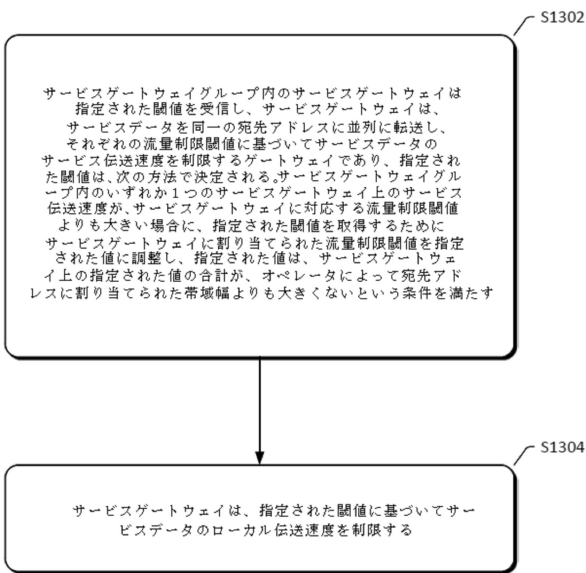 S1302
サービスゲートウェイグループ内のサービスゲートウェイは
指定された閾値を受信し、サービスゲートウェイは、
サービスデータを同一の宛先アドレスに並列に転送し、
それぞれの流量制限閾値に基づいてサービスデータの
サービス伝送速度を制限するゲートウェイであり、指定され
た閾値は、次の方法で決定される。サービスゲートウェイグル
ープ内のいずれか1つのサービスゲートウェイ上のサービス
伝送速度が、サービスゲートウェイに対応する流量制限閾値
よりも大きい場合に、指定された閾値を取得するために
サービスゲートウェイに割り当てられた流量制限閾値を指定
された値に調整し、指定された値は、サービスゲートウェ
イ上の指定された値の合計が、オペレータによって宛先アド
レスに割り当てられた帯域幅よりも大きくないという条件を満たす
S1304
サービスゲートウェイは、指定された閾値に基づいてサー
ビスデータのローカル伝送速度を制限する